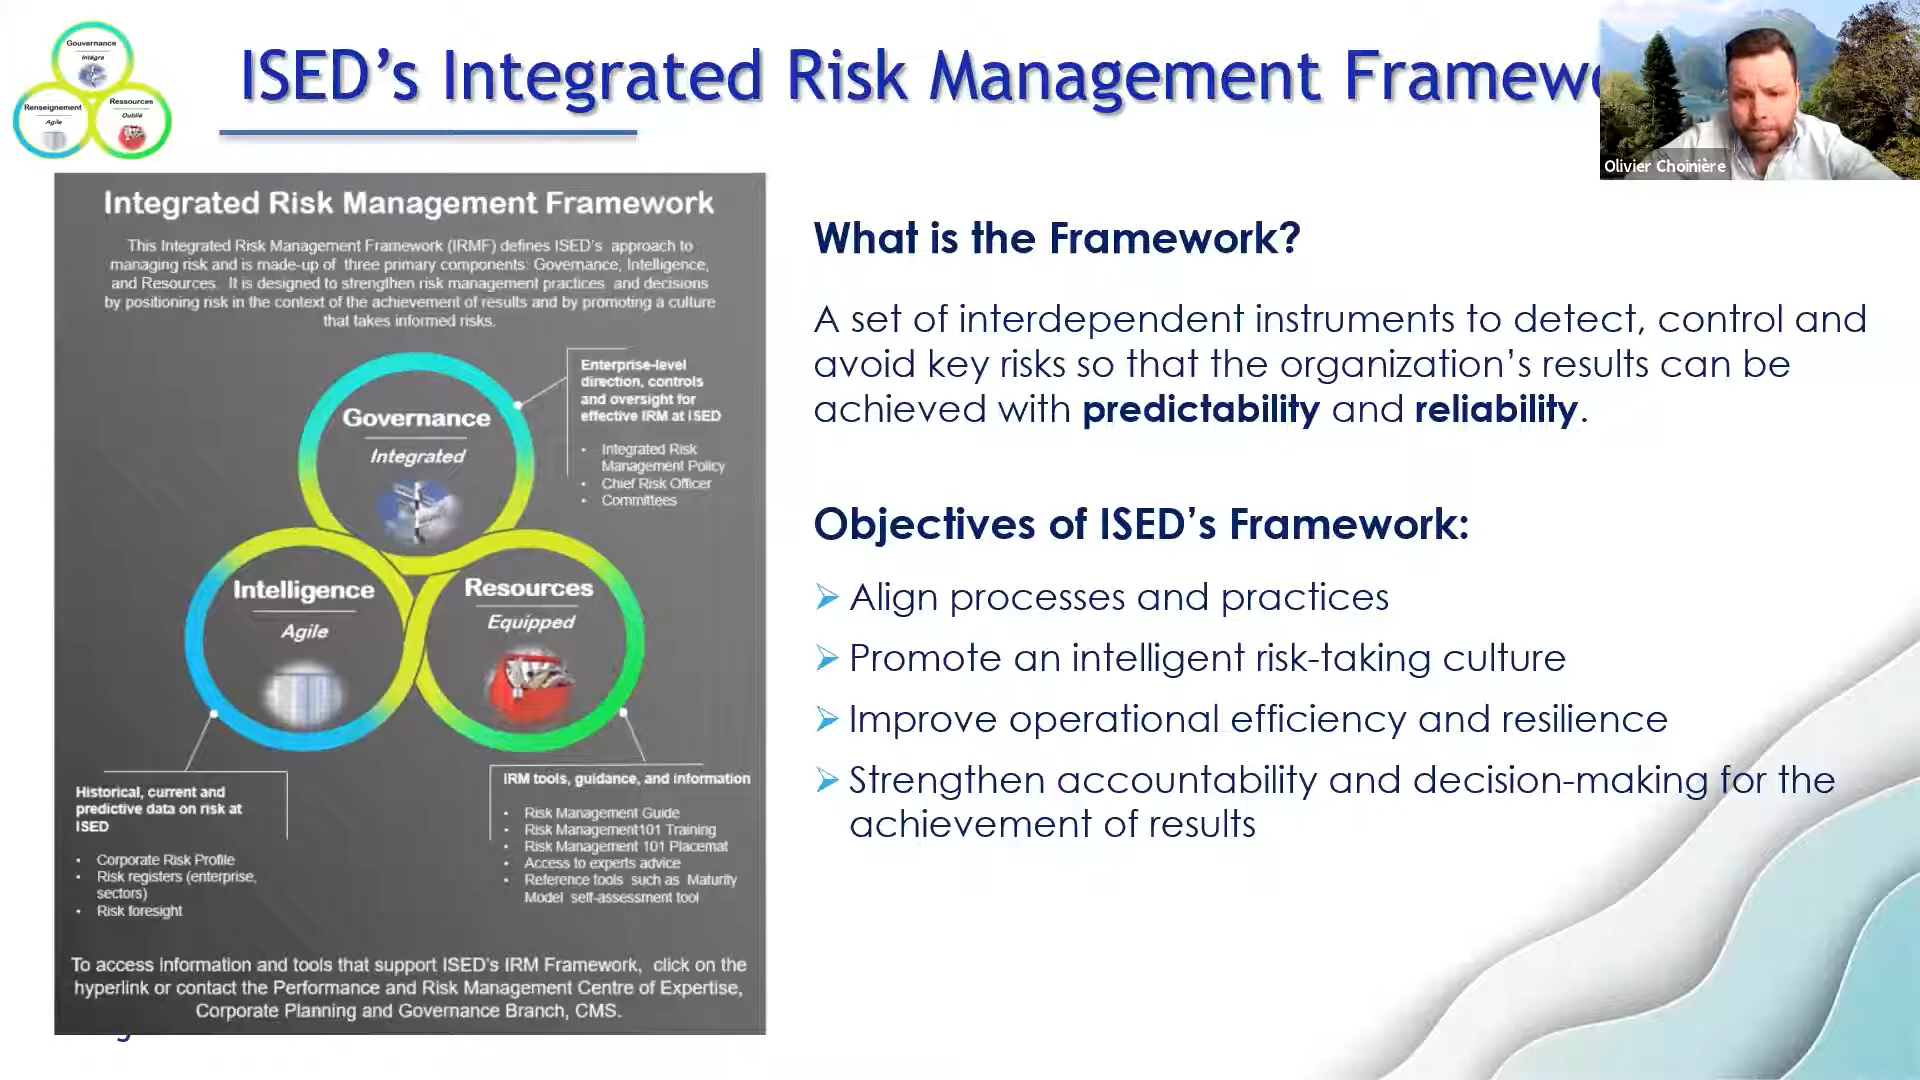 Gouvernance
Intégré
Renseignement
Agile
Ressources
Outillé
ISED’s Integrated Risk Management Framewo
Olivier Choinière
Integrated Risk Management Framework
This Integrated Risk Management Framework (IRMF) defines ISED’s approach to
managing risk and is made-up of three primary components: Governance, Intelligence,
and Resources. It is designed to strengthen risk management practices and decisions
by positioning risk in the context of the achievement of results and by promoting a culture
that takes informed risks.
Governance
Integrated
Enterprise-level
direction, controls
and oversight for
effective IRM at ISED
• Integrated Risk
Management Policy
• Chief Risk Officer
• Committees
Intelligence
Agile
Resources
Equipped
Historical, current and
predictive data on risk at
ISED
• Corporate Risk Profile
• Risk registers (enterprise,
sectors)
• Risk foresight
IRM tools, guidance, and information
• Risk Management Guide
• Risk Management101 Training
• Risk Management 101 Placemat
• Access to experts advice
• Reference tools such as Maturity
Model self-assessment tool
To access information and tools that support ISED’s IRM Framework, click on the
hyperlink or contact the Performance and Risk Management Centre of Expertise,
Corporate Planning and Governance Branch, CMS.
What is the Framework?
A set of interdependent instruments to detect, control and
avoid key risks so that the organization’s results can be
achieved with predictability and reliability.
Objectives of ISED’s Framework:
➢ Align processes and practices
➢ Promote an intelligent risk-taking culture
➢ Improve operational efficiency and resilience
➢ Strengthen accountability and decision-making for the
achievement of results